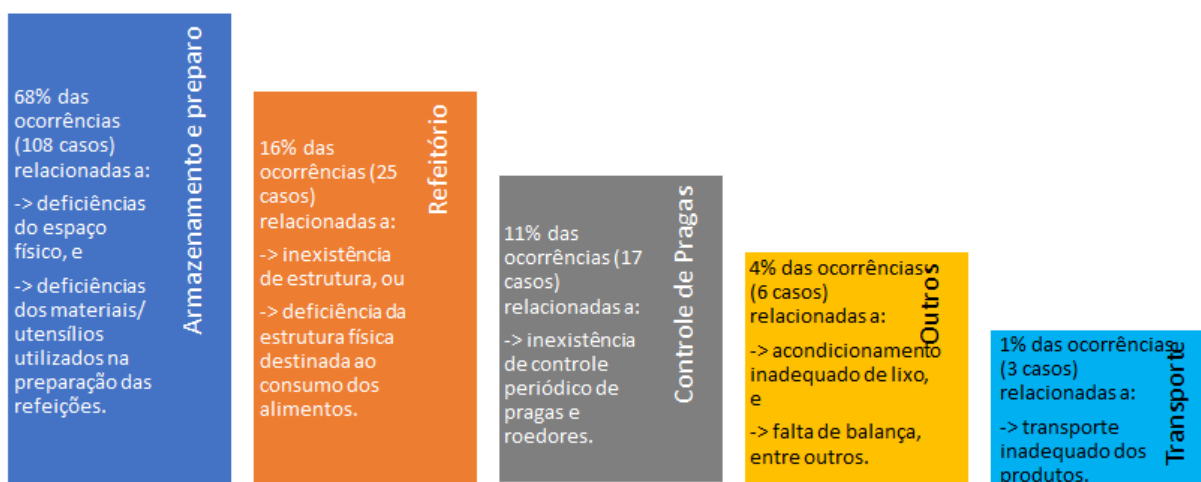 Armazenamento e preparo
68% das
ocorrências
(108 casos)
relacionadas a:
-> deficiências
do espaço
físico, e
-> deficiências
dos materiais/
utensílios
utilizados na
preparação das
refeições.
Refeitório
16% das
ocorrências (25
casos)
relacionadas a:
-> inexistência
de estrutura, ou
-> deficiência da
estrutura física
destinada ao
consumo dos
alimentos.
Controle de Pragas
11% das
ocorrências (17
casos)
relacionadas a:
-> inexistência
de controle
periódico de
pragas e
roedores.
Outros
4% das ocorrências
(6 casos)
relacionadas a:
-> acondicionamento
inadequado de lixo,
e
-> falta de balança,
entre outros.
Transporte
1% das ocorrências
(3 casos)
relacionadas a:
-> transporte
inadequado dos
produtos.